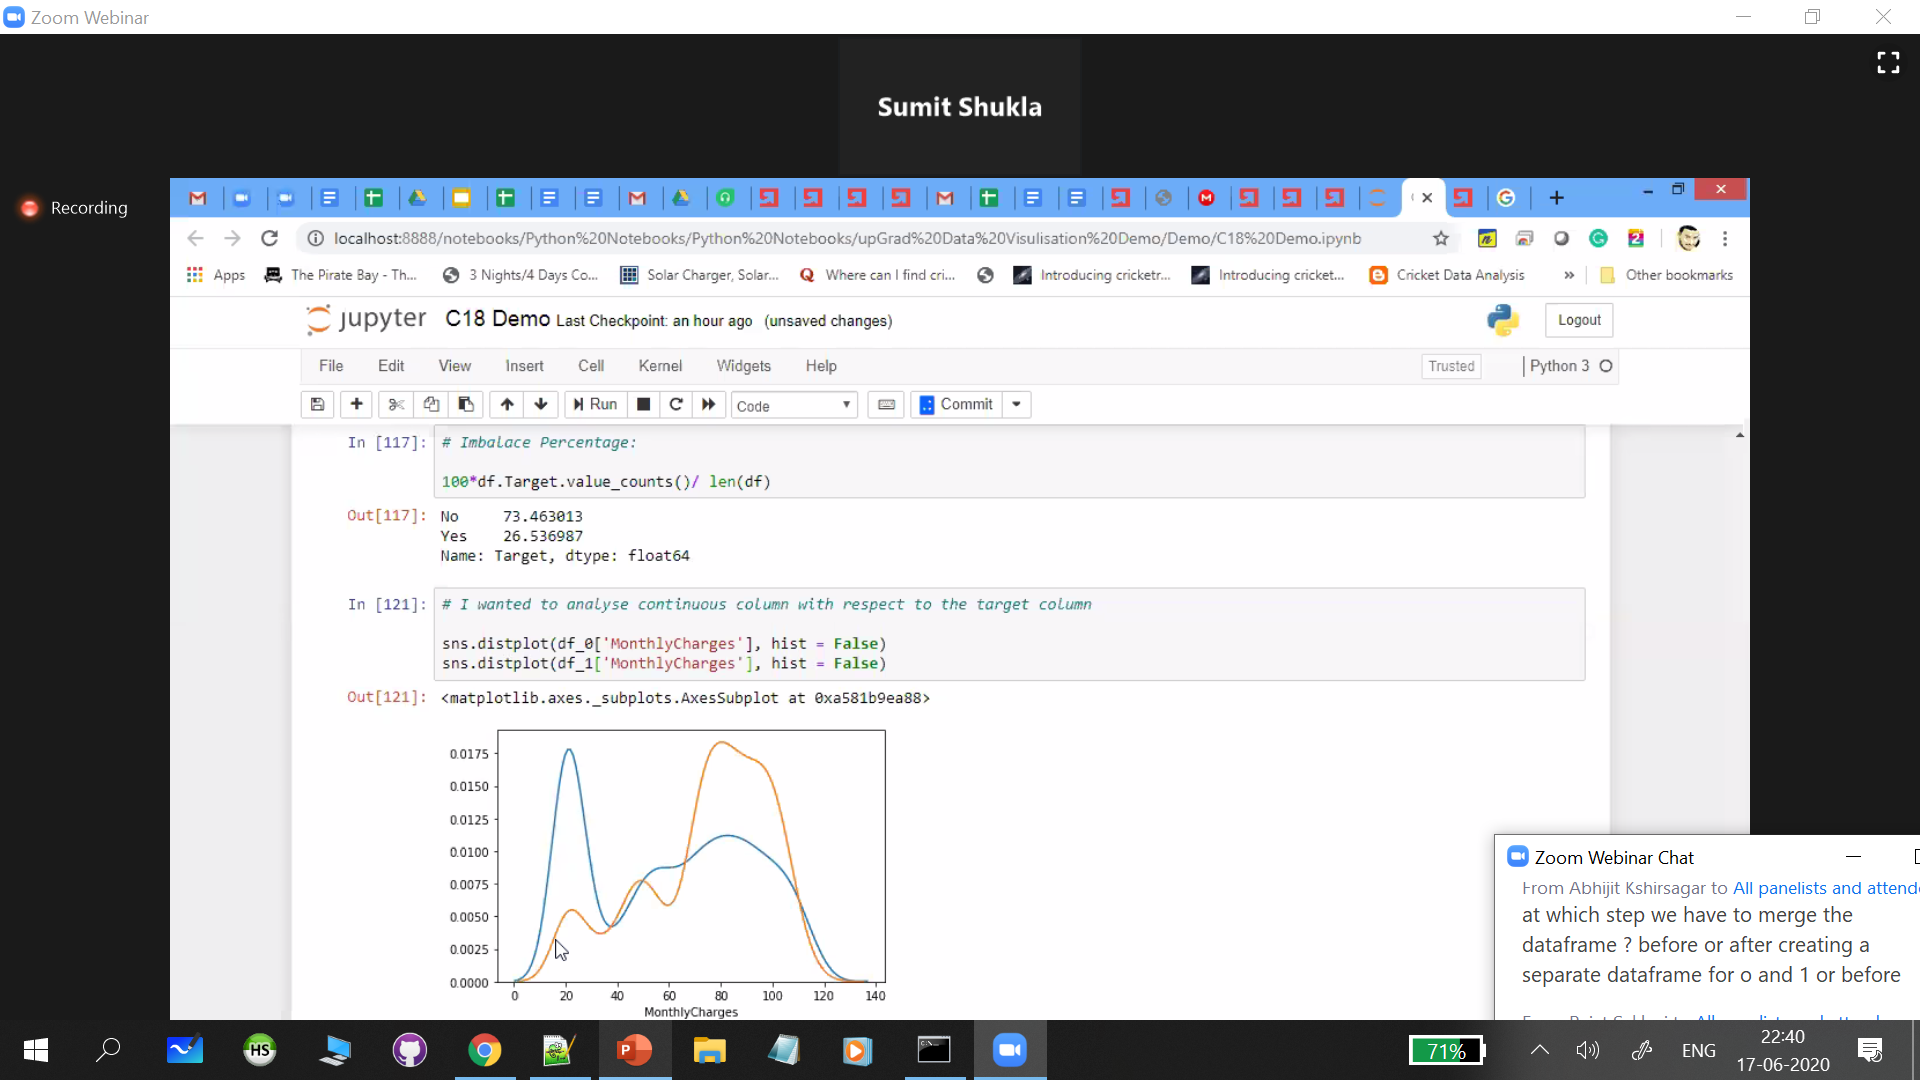 Zoom Webinar
Sumit Shukla
Recording
localhost:8888/notebooks/Python%20Notebooks/Python%20Notebooks/upGrad%20Data%20Visulisation%20Demo/Demo/C18%20Demo.ipynb
Apps The Pirate Bay - Th... 3 Nights/4 Days Co... Solar Charger, Solar... Where can I find cri... Introducing cricketr... Introducing cricket... Cricket Data Analysis » Other bookmarks
jupyter C18 Demo Last Checkpoint: an hour ago (unsaved changes) Logout
File Edit View Insert Cell Kernel Widgets Help Trusted Python 3
Run Code Commit
In [117]: # Imbalace Percentage:
100*df.Target.value_counts()/ len(df)
Out[117]: No 73.463013
Yes 26.536987
Name: Target, dtype: float64
In [121]: # I wanted to analyse continuous column with respect to the target column
sns.distplot(df_0['MonthlyCharges'], hist = False)
sns.distplot(df_1['MonthlyCharges'], hist = False)
Out[121]: <matplotlib.axes._subplots.AxesSubplot at 0xa581b9ea88>
0.0175
0.0150
0.0125
0.0100
0.0075
0.0050
0.0025
0.0000
0 20 40 60 80 100 120 140
MonthlyCharges
Zoom Webinar Chat
From Abhijit Kshirsagar to All panelists and attend
at which step we have to merge the
dataframe ? before or after creating a
separate dataframe for 0 and 1 or before
HS
71%
ENG
22:40
17-06-2020